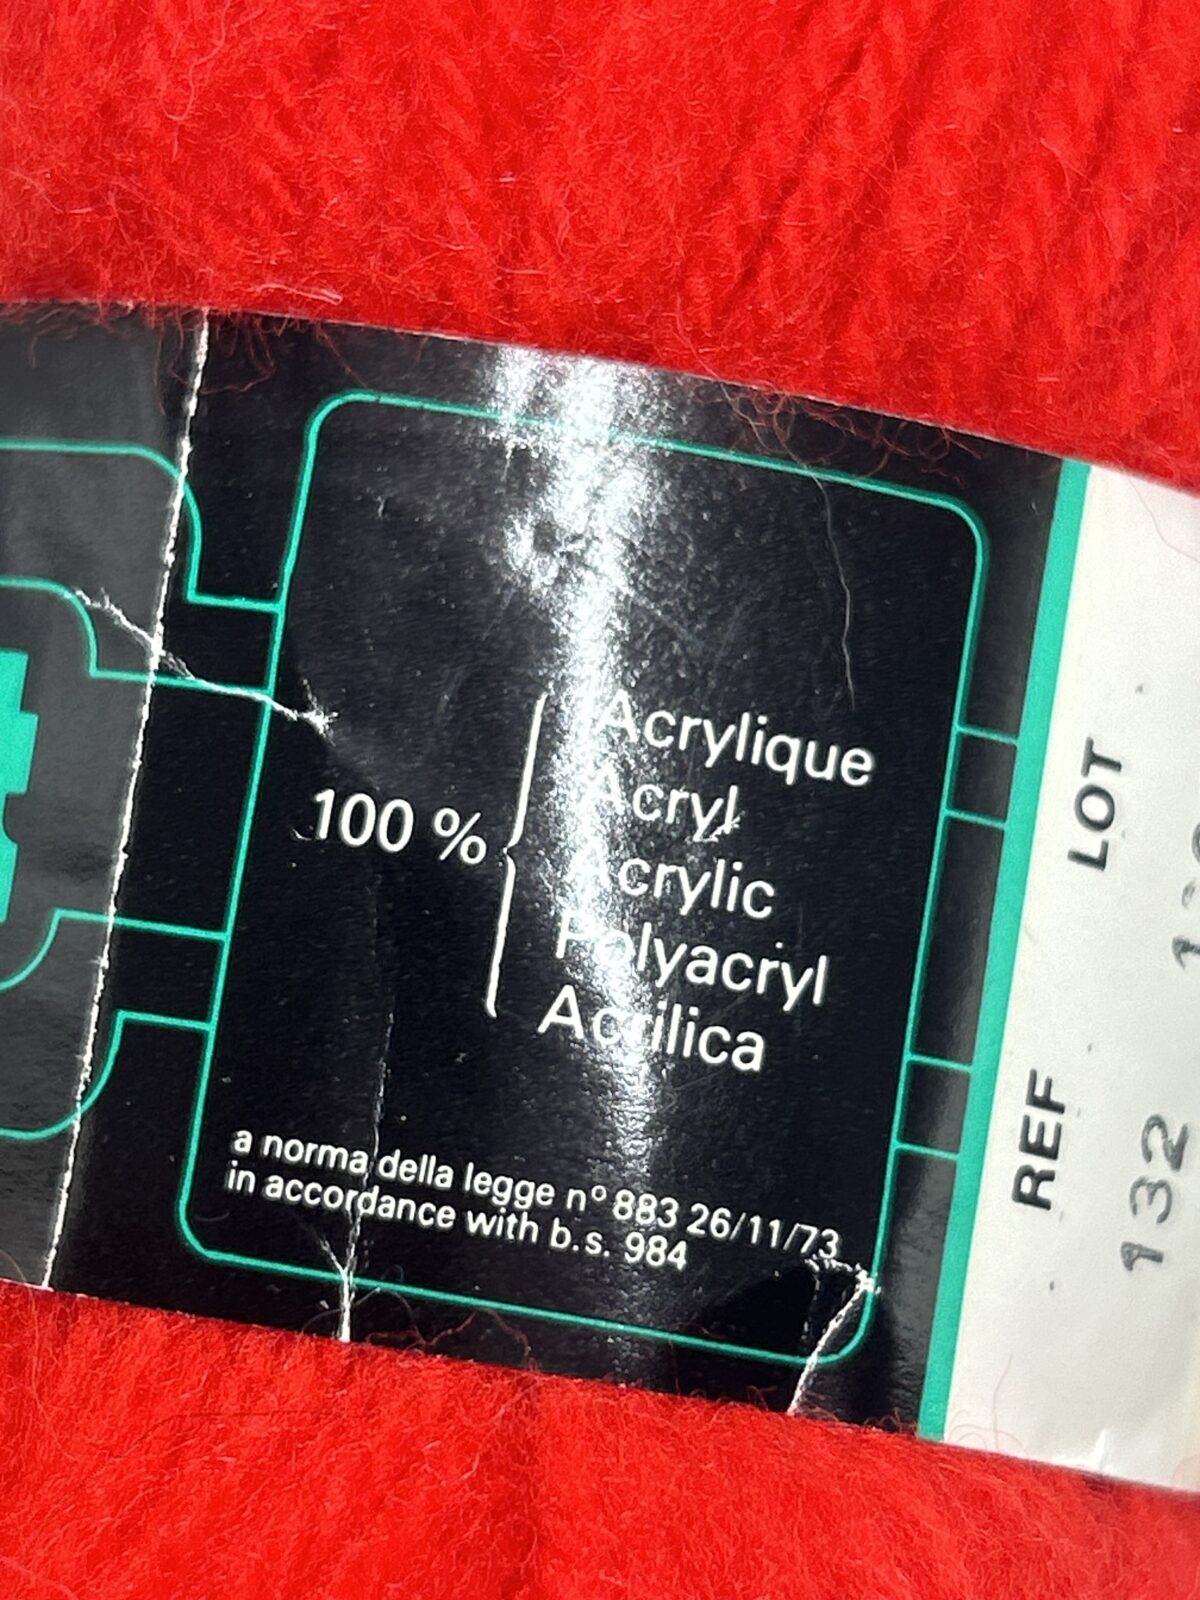 100 %
Acrylique
Acryl
Acrylic
Polyacryl
Acrilica
a norma della legge nº 883 26/11/73
in accordance with b.s. 984
REF LOT
132